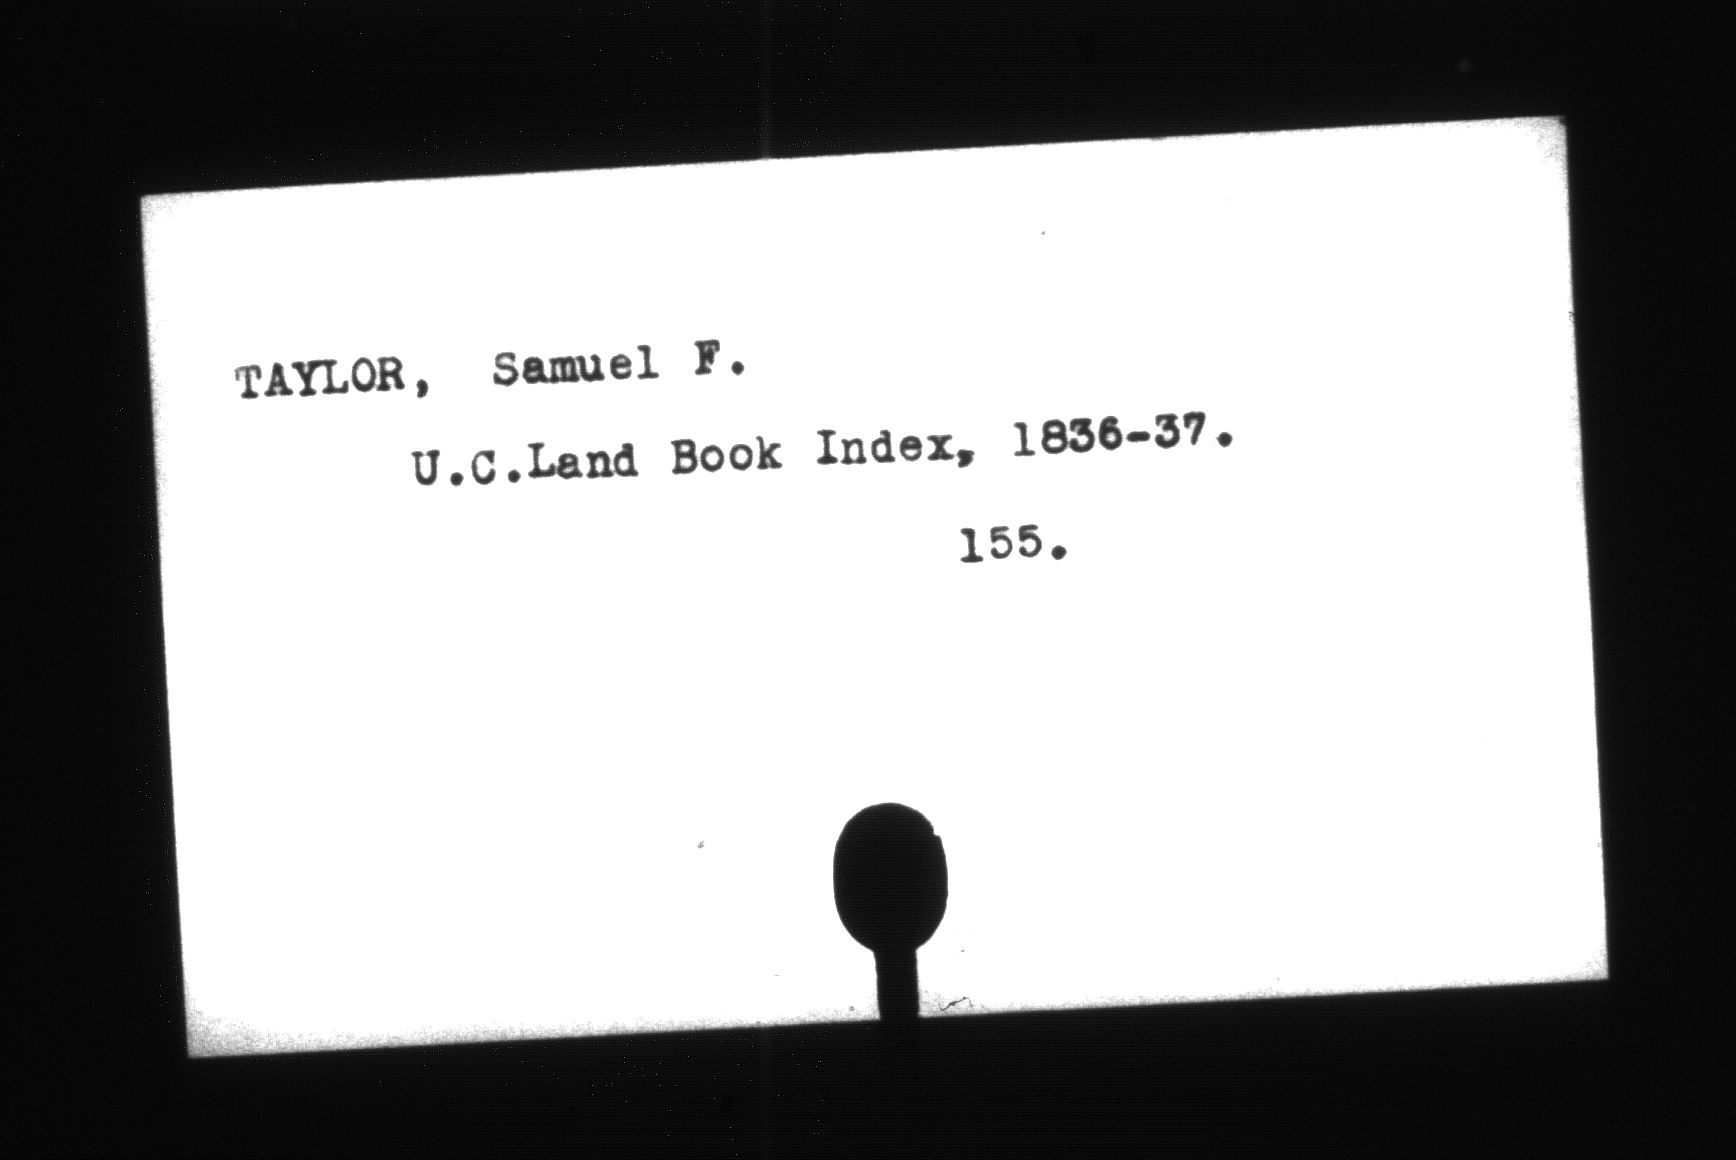 TAYLOR, Samuel F.
U.C.Land Book Index, 1836-37.
155.